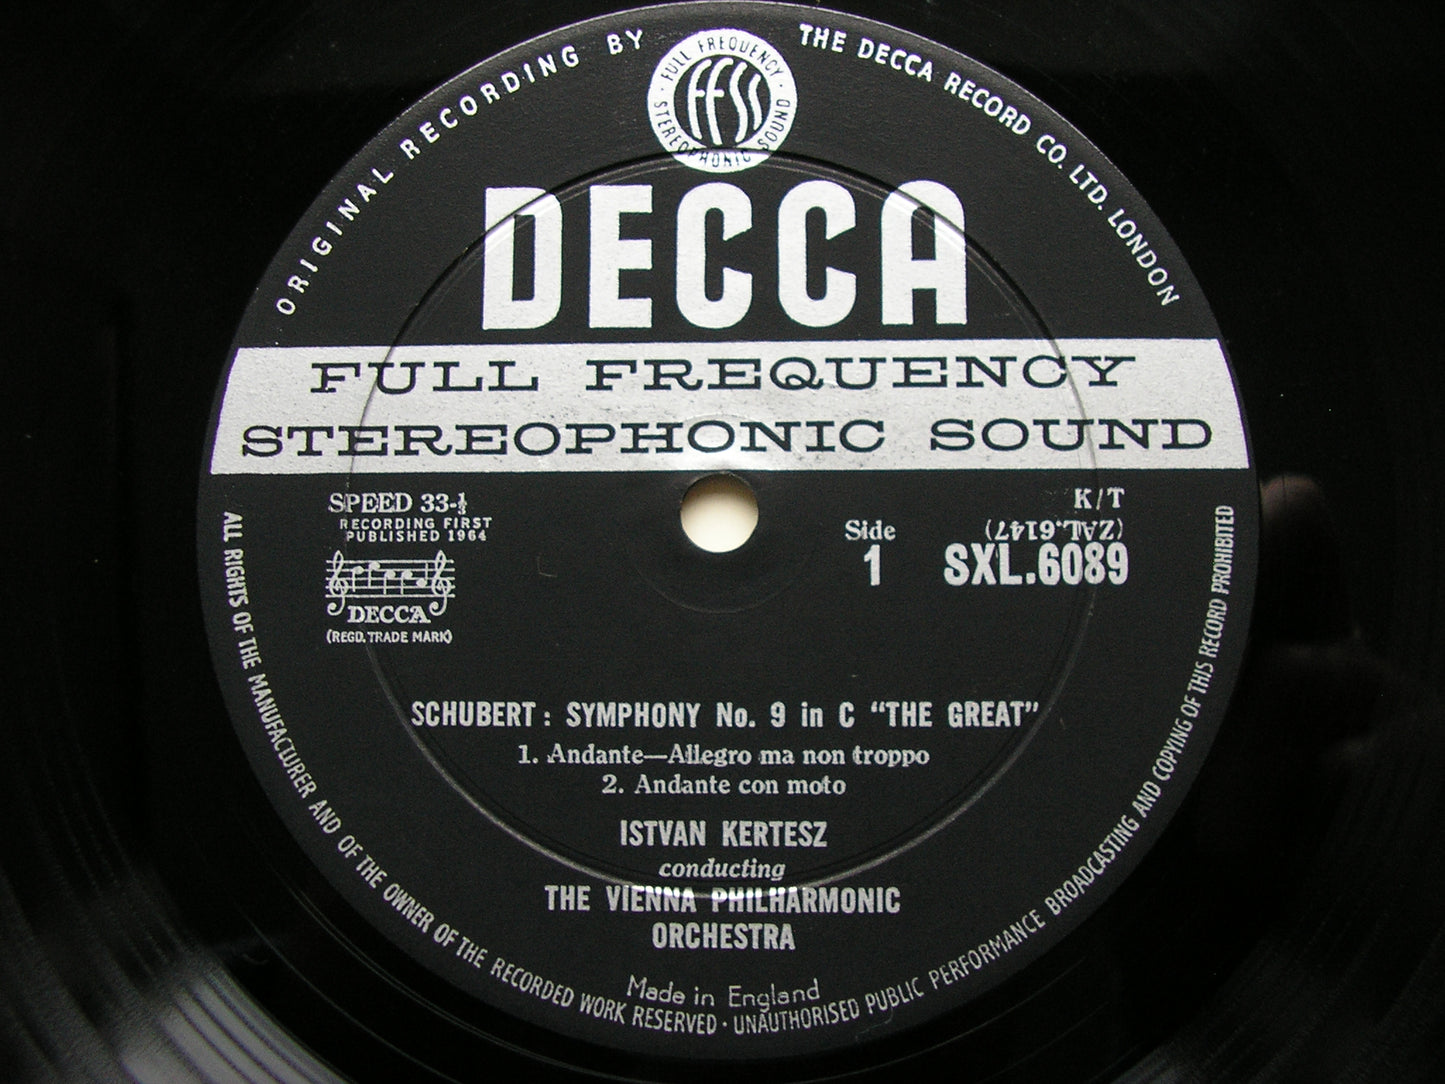 ORIGINAL RECORDING BY
THE DECCA RECORD CO. LTD. LONDON
FULL FREQUENCY
ffss
STEREOPHONIC SOUND
DECCA
FULL FREQUENCY
STEREOPHONIC SOUND
SPEED 33-⅓
RECORDING FIRST
PUBLISHED 1964
DECCA
(REGD. TRADE MARK)
Side
1
K/T
(ZAL.6147)
SXL.6089
SCHUBERT: SYMPHONY No. 9 in C "THE GREAT"
1. Andante—Allegro ma non troppo
2. Andante con moto
ISTVAN KERTESZ
conducting
THE VIENNA PHILHARMONIC
ORCHESTRA
Made in England
ALL RIGHTS OF THE MANUFACTURER AND OF THE OWNER OF THE RECORDED WORK RESERVED · UNAUTHORISED PUBLIC PERFORMANCE BROADCASTING AND COPYING OF THIS RECORD PROHIBITED